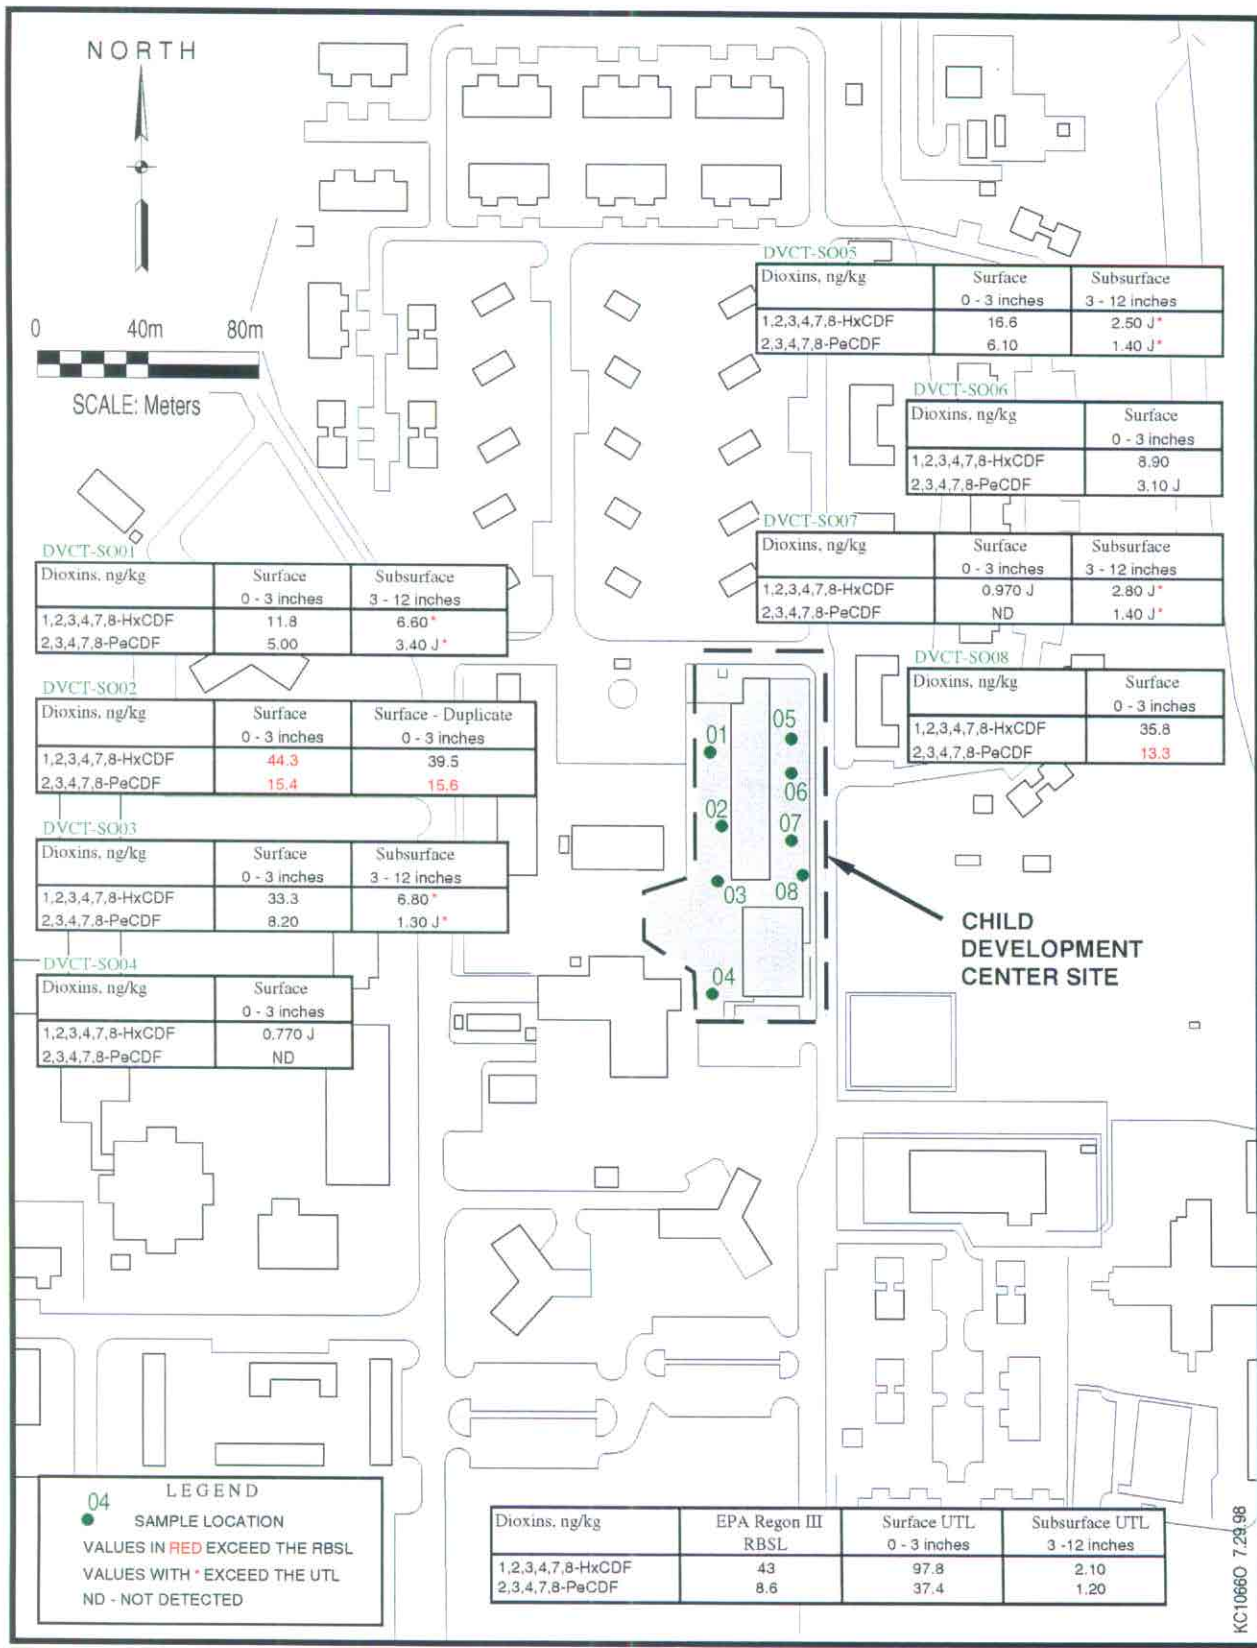 NORTH
0 40m 80m
SCALE: Meters
DVCT-SO05
Dioxins, ng/kg Surface Subsurface
0 - 3 inches 3 - 12 inches
1,2,3,4,7,8-HxCDF 16.6 2.50 J*
2,3,4,7,8-PeCDF 6.10 1.40 J*
DVCT-SO06
Dioxins, ng/kg Surface
0 - 3 inches
1,2,3,4,7,8-HxCDF 8.90
2,3,4,7,8-PeCDF 3.10 J
DVCT-SO07
Dioxins, ng/kg Surface Subsurface
0 - 3 inches 3 - 12 inches
1,2,3,4,7,8-HxCDF 0.970 J 2.80 J*
2,3,4,7,8-PeCDF ND 1.40 J*
DVCT-SO01
Dioxins, ng/kg Surface Subsurface
0 - 3 inches 3 - 12 inches
1,2,3,4,7,8-HxCDF 11.8 6.60*
2,3,4,7,8-PeCDF 5.00 3.40 J*
DVCT-SO08
Dioxins, ng/kg Surface
0 - 3 inches
1,2,3,4,7,8-HxCDF 35.8
2,3,4,7,8-PeCDF 13.3
DVCT-SO02
Dioxins, ng/kg Surface Surface - Duplicate
0 - 3 inches 0 - 3 inches
1,2,3,4,7,8-HxCDF 44.3 39.5
2,3,4,7,8-PeCDF 15.4 15.6
DVCT-SO03
Dioxins, ng/kg Surface Subsurface
0 - 3 inches 3 - 12 inches
1,2,3,4,7,8-HxCDF 33.3 6.80*
2,3,4,7,8-PeCDF 8.20 1.30 J*
DVCT-SO04
Dioxins, ng/kg Surface
0 - 3 inches
1,2,3,4,7,8-HxCDF 0.770 J
2,3,4,7,8-PeCDF ND
01
05
06
02
07
03
08
04
CHILD
DEVELOPMENT
CENTER SITE
LEGEND
04
SAMPLE LOCATION
VALUES IN RED EXCEED THE RBSL
VALUES WITH * EXCEED THE UTL
ND - NOT DETECTED
Dioxins, ng/kg EPA Regon III Surface UTL Subsurface UTL
RBSL 0 - 3 inches 3 -12 inches
1,2,3,4,7,8-HxCDF 43 97.8 2.10
2,3,4,7,8-PeCDF 8.6 37.4 1.20
KC1066O 7.29.98